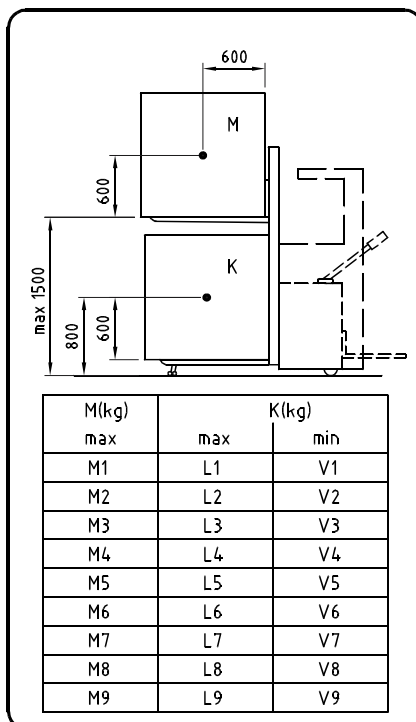 600
M
600
K
max 1500
800
600
M(kg) K(kg)
max max min
M1 L1 V1
M2 L2 V2
M3 L3 V3
M4 L4 V4
M5 L5 V5
M6 L6 V6
M7 L7 V7
M8 L8 V8
M9 L9 V9